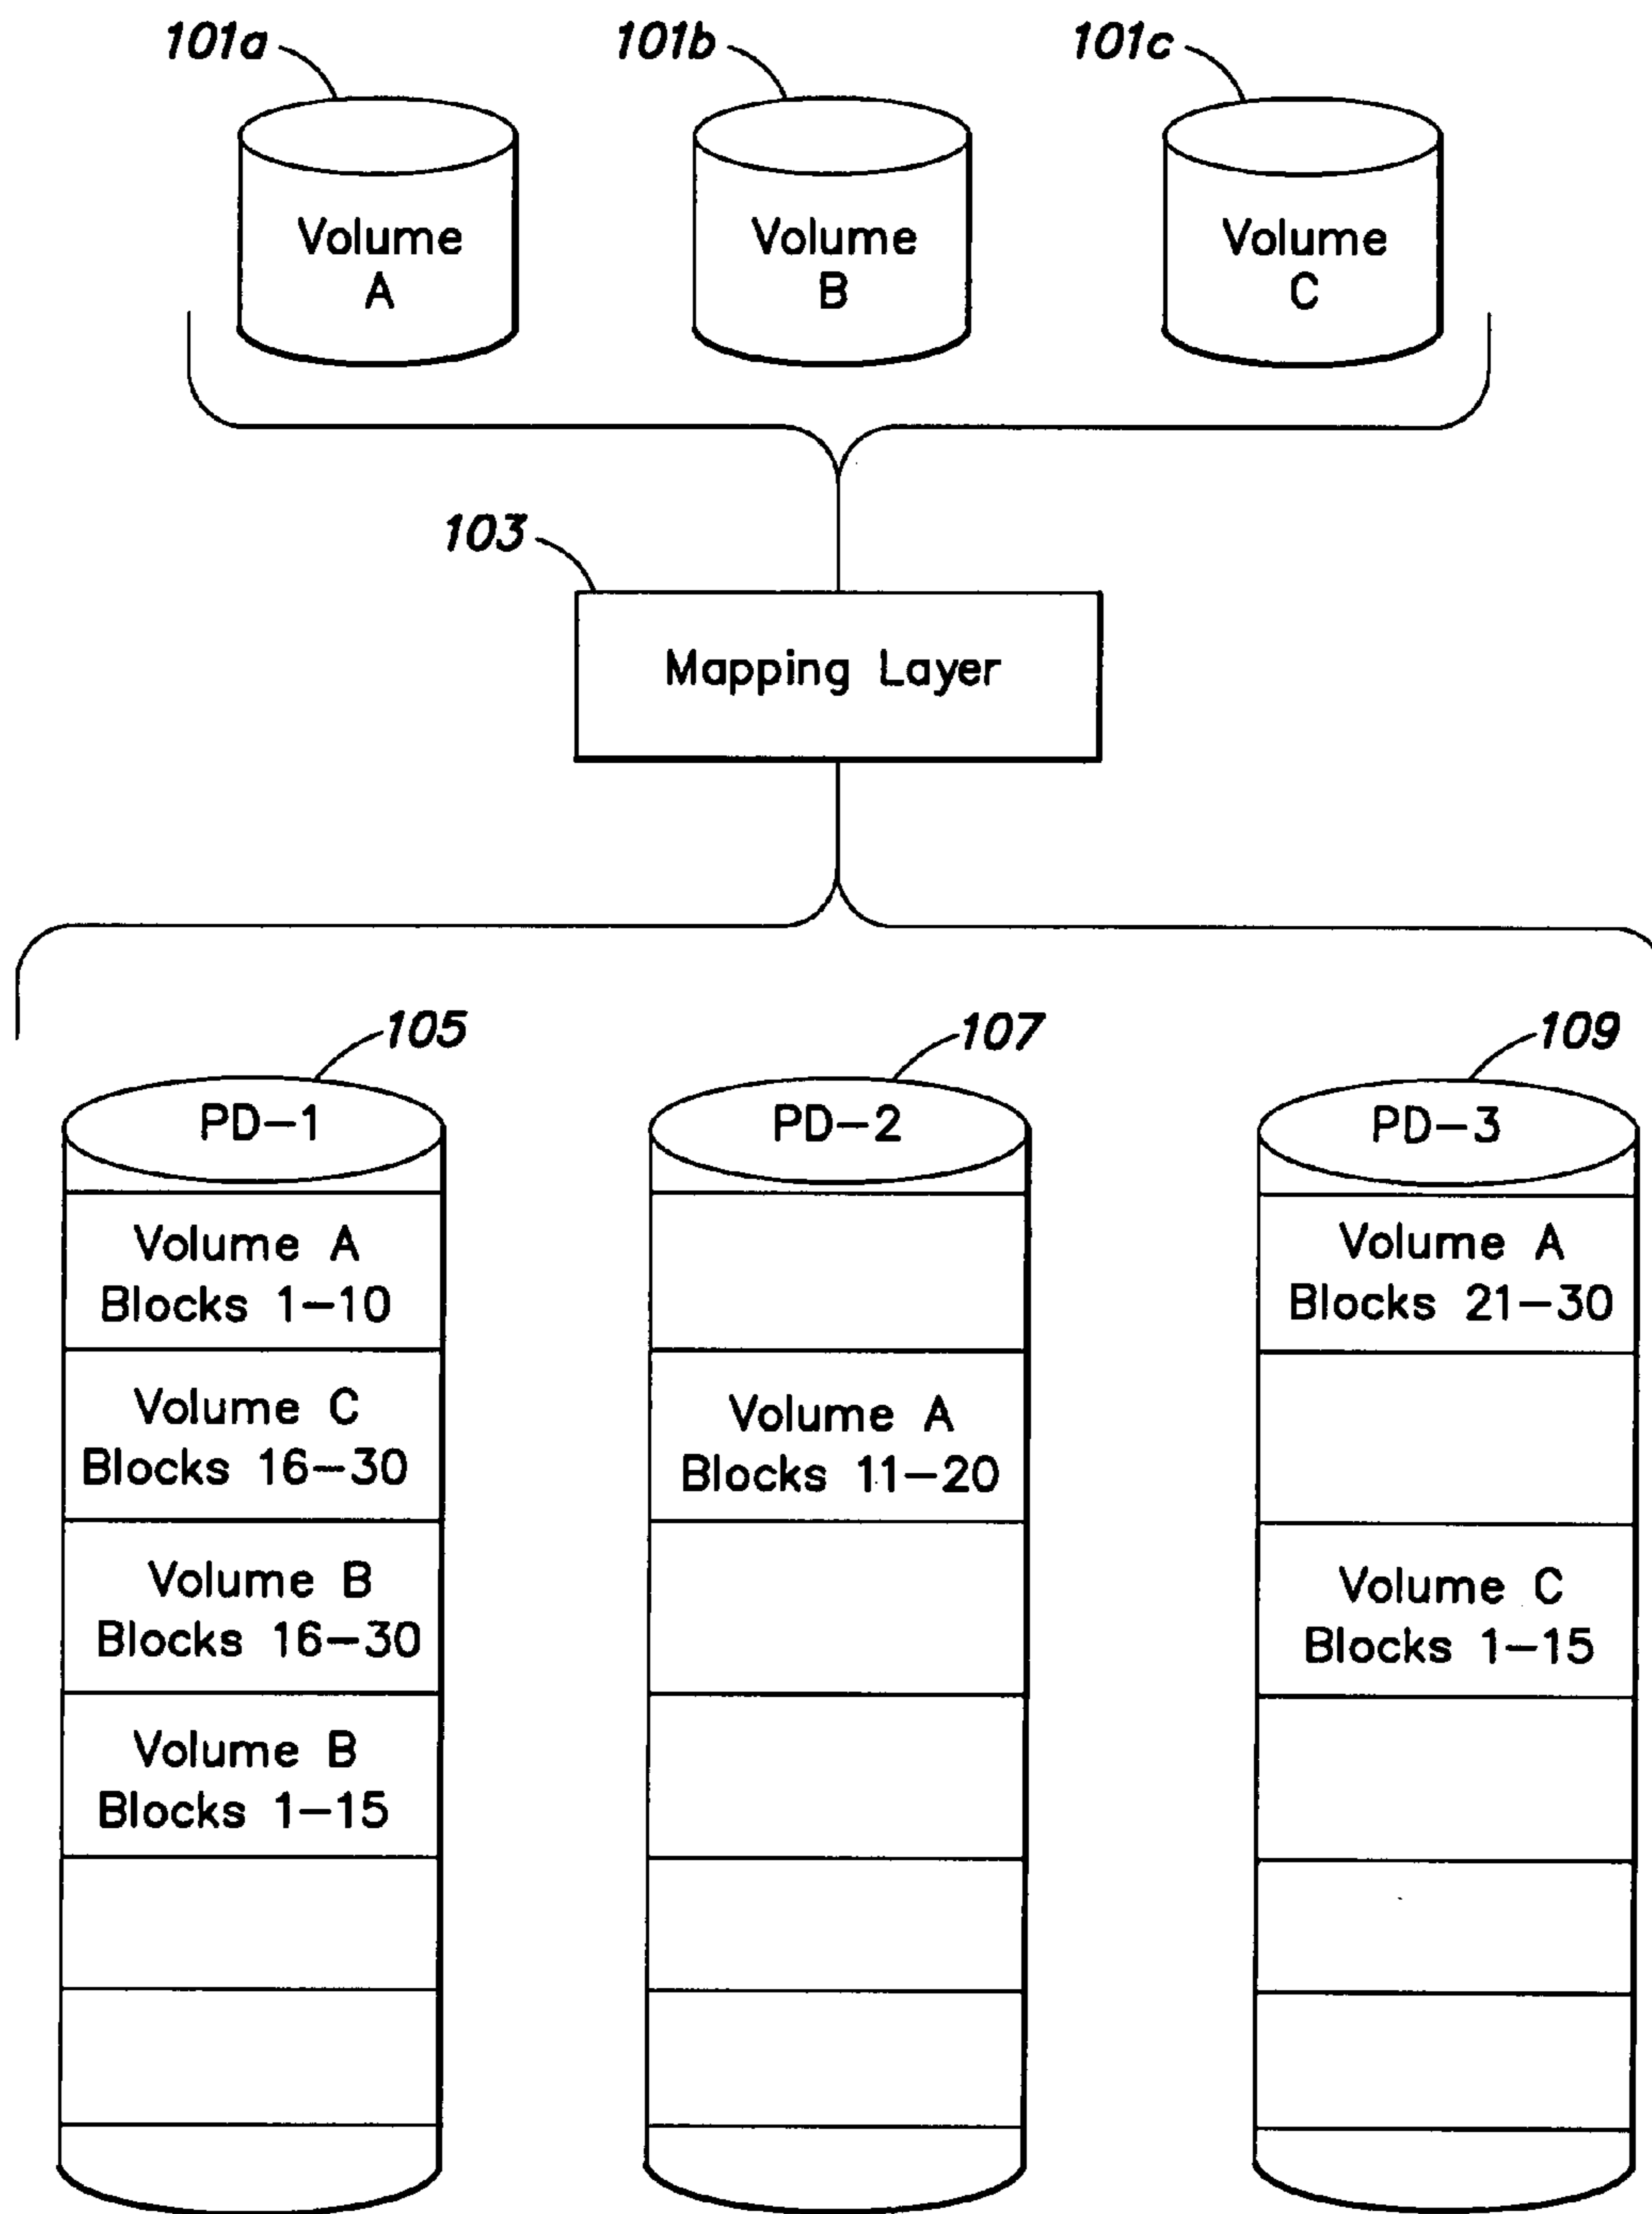 101a
101b
101c
Volume
A
Volume
B
Volume
C
103
Mapping Layer
105
107
109
PD-1
PD-2
PD-3
Volume A
Blocks 1-10
Volume C
Blocks 16-30
Volume B
Blocks 16-30
Volume B
Blocks 1-15
Volume A
Blocks 11-20
Volume A
Blocks 21-30
Volume C
Blocks 1-15